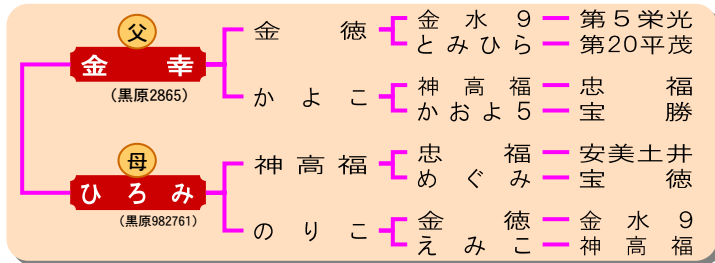 父
金幸
(黒原2865)
金徳
金水9
第5栄光
とみひら
第20平茂
かよこ
神高福
忠福
かおよ5
宝勝
母
ひろみ
(黒原982761)
神高福
忠福
安美土井
めぐみ
宝徳
のりこ
金徳
金水9
えみこ
神高福